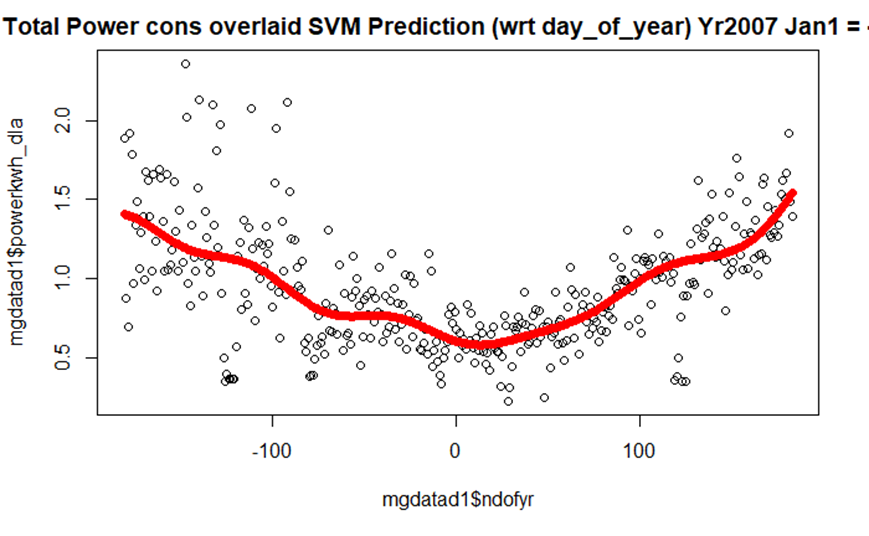 Total Power cons overlaid SVM Prediction (wrt day_of_year) Yr2007 Jan1 = -
mgdatad1$powerkwh_dla
2.0
1.5
1.0
0.5
-100 0 100
mgdatad1$ndofyr